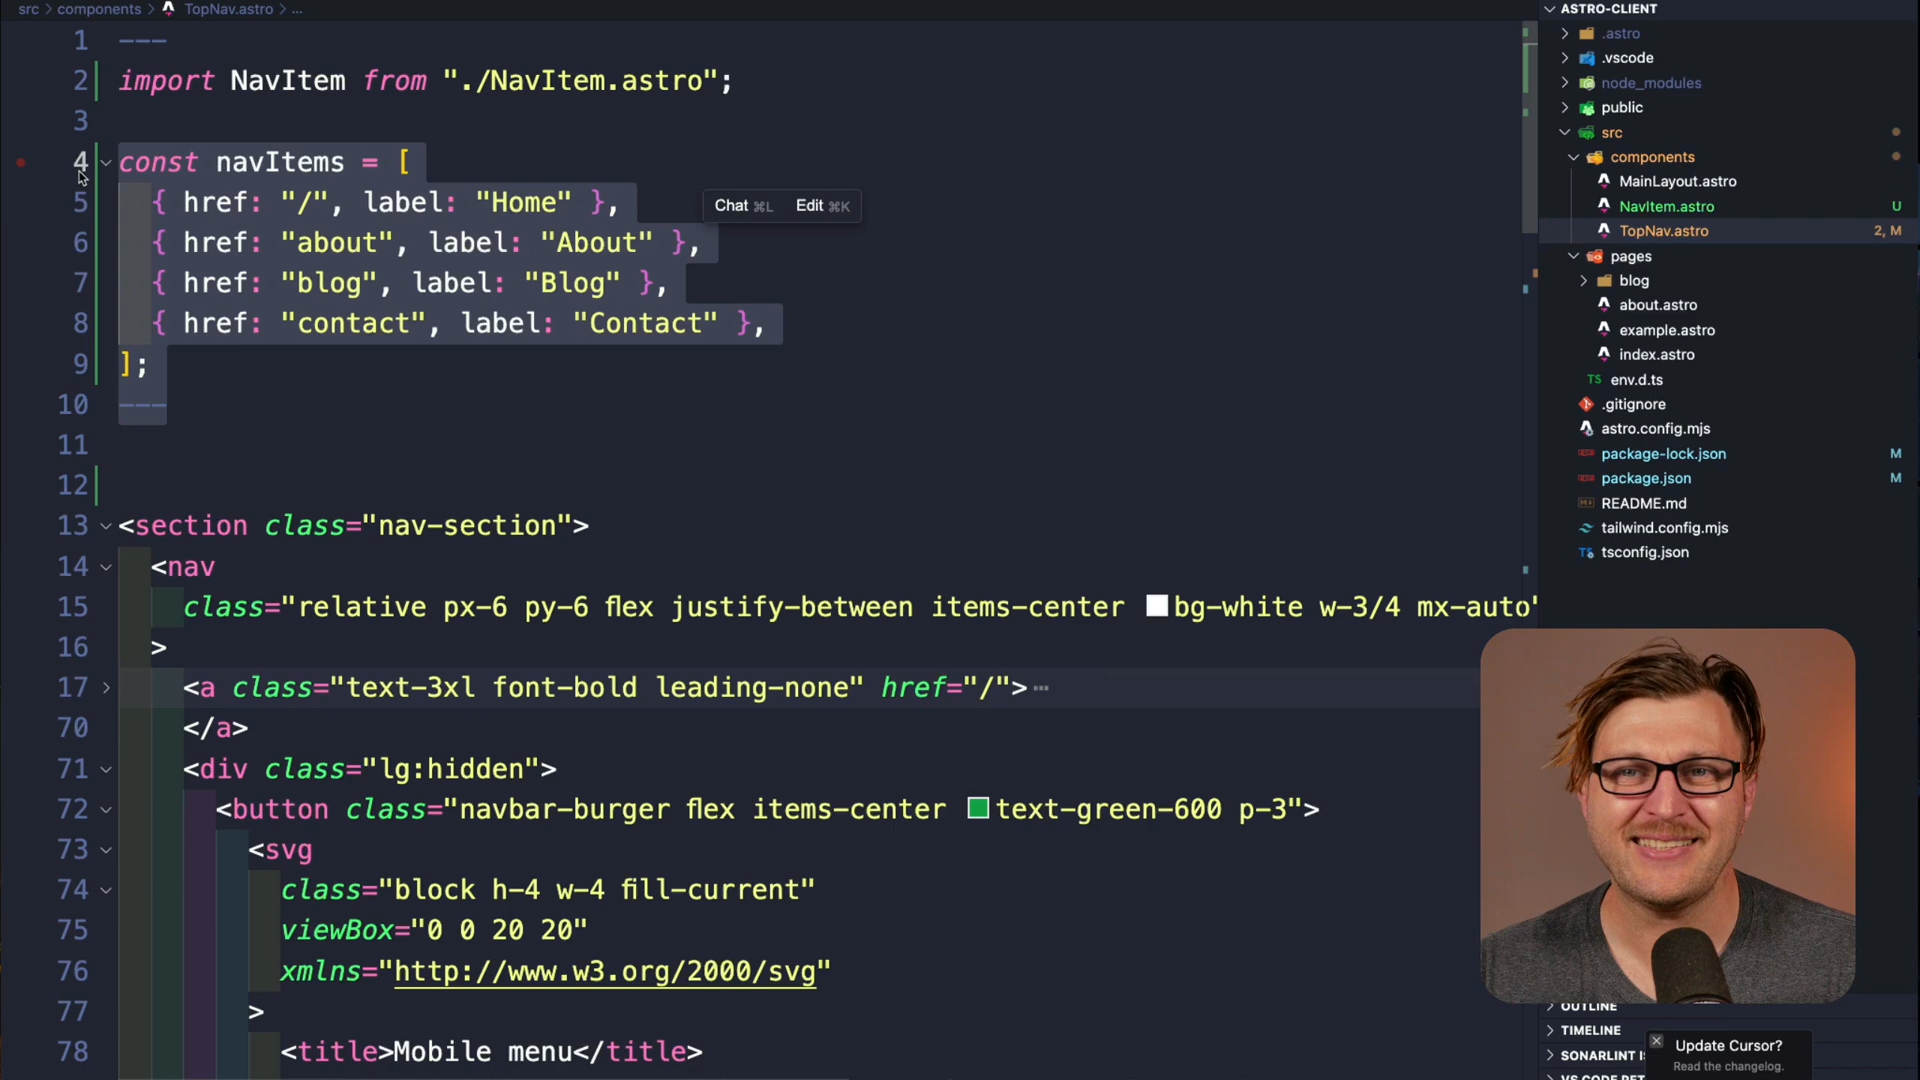 src > components > TopNav.astro > ...
1 ---
2 import NavItem from "./NavItem.astro";
3
4 const navItems = [
5 { href: "/", label: "Home" },
Chat ⌘L Edit ⌘K
6 { href: "about", label: "About" },
7 { href: "blog", label: "Blog" },
8 { href: "contact", label: "Contact" },
9 ];
10 ---
11
12
13 <section class="nav-section">
14 <nav
15 class="relative px-6 py-6 flex justify-between items-center bg-white w-3/4 mx-auto"
16 >
17 <a class="text-3xl font-bold leading-none" href="/"> ...
70 </a>
71 <div class="lg:hidden">
72 <button class="navbar-burger flex items-center text-green-600 p-3">
73 <svg
74 class="block h-4 w-4 fill-current"
75 viewBox="0 0 20 20"
76 xmlns="http://www.w3.org/2000/svg"
77 >
78 <title>Mobile menu</title>
ASTRO-CLIENT
.astro
.vscode
node_modules
public
src
components
MainLayout.astro
NavItem.astro U
TopNav.astro 2, M
pages
blog
about.astro
example.astro
index.astro
TS env.d.ts
.gitignore
astro.config.mjs
package-lock.json M
package.json M
README.md
tailwind.config.mjs
TS tsconfig.json
OUTLINE
TIMELINE
SONARLINT
Update Cursor?
Read the changelog.